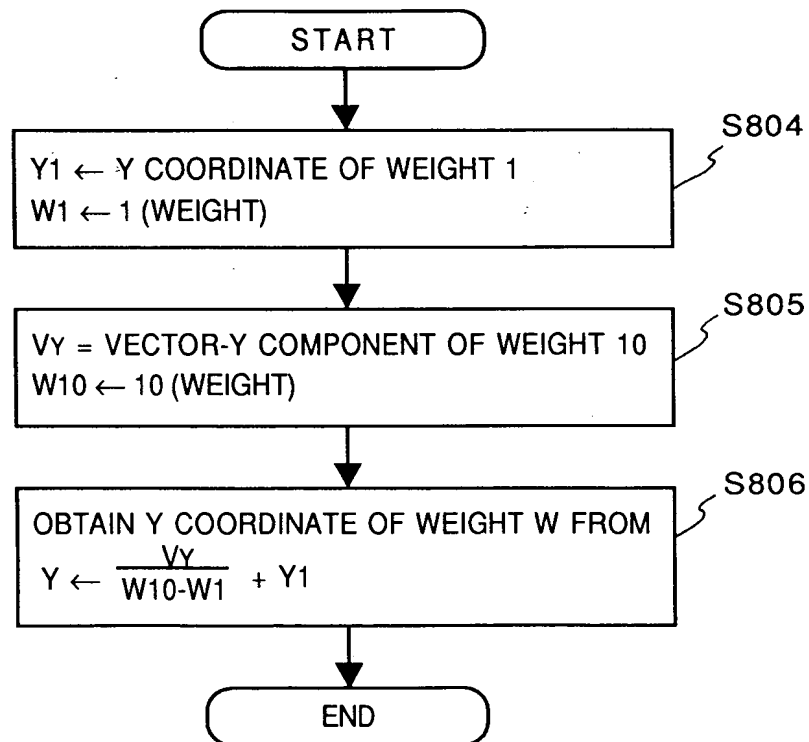 START
S804
Y1 ← Y COORDINATE OF WEIGHT 1
W1 ← 1 (WEIGHT)
S805
VY = VECTOR-Y COMPONENT OF WEIGHT 10
W10 ← 10 (WEIGHT)
S806
OBTAIN Y COORDINATE OF WEIGHT W FROM
Y ← VY / W10-W1 + Y1
END